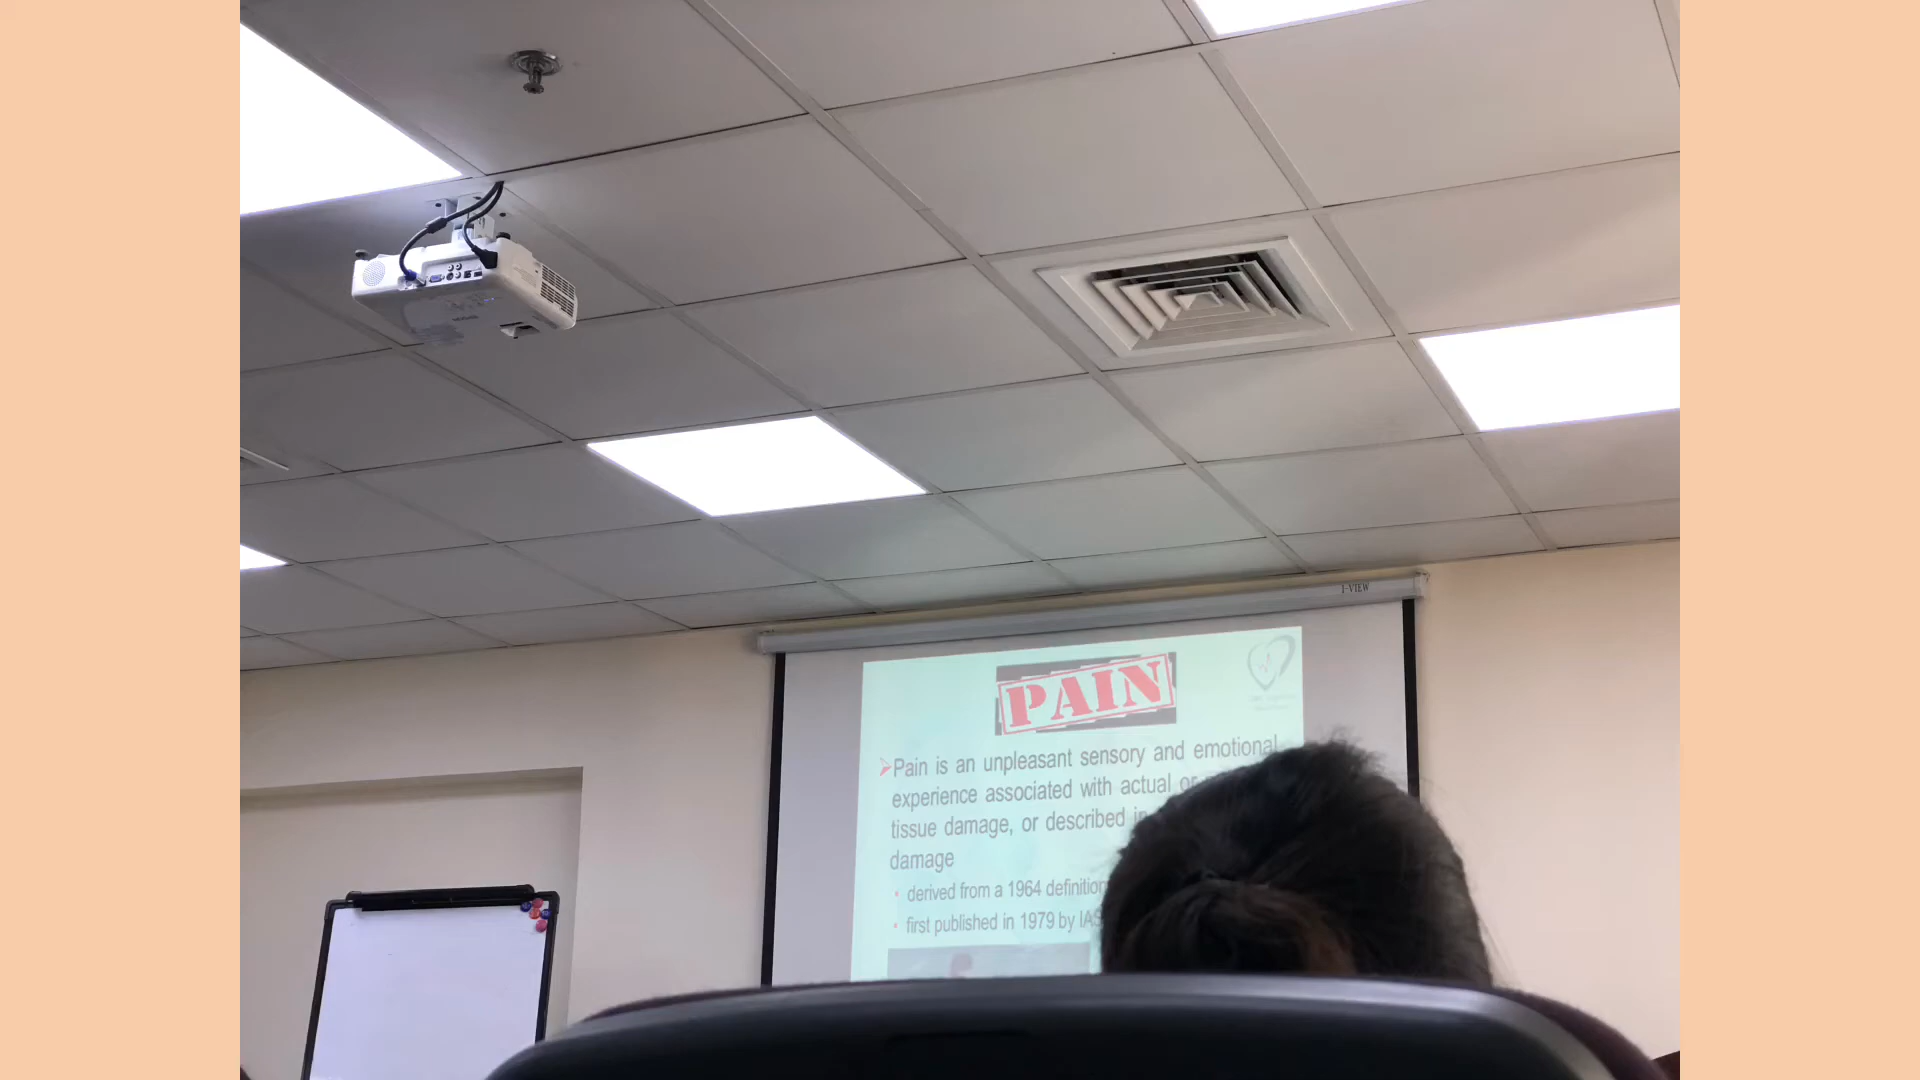 I-VIEW
PAIN
➢Pain is an unpleasant sensory and emotional
experience associated with actual or
tissue damage, or described in
damage
• derived from a 1964 definition
• first published in 1979 by IAS